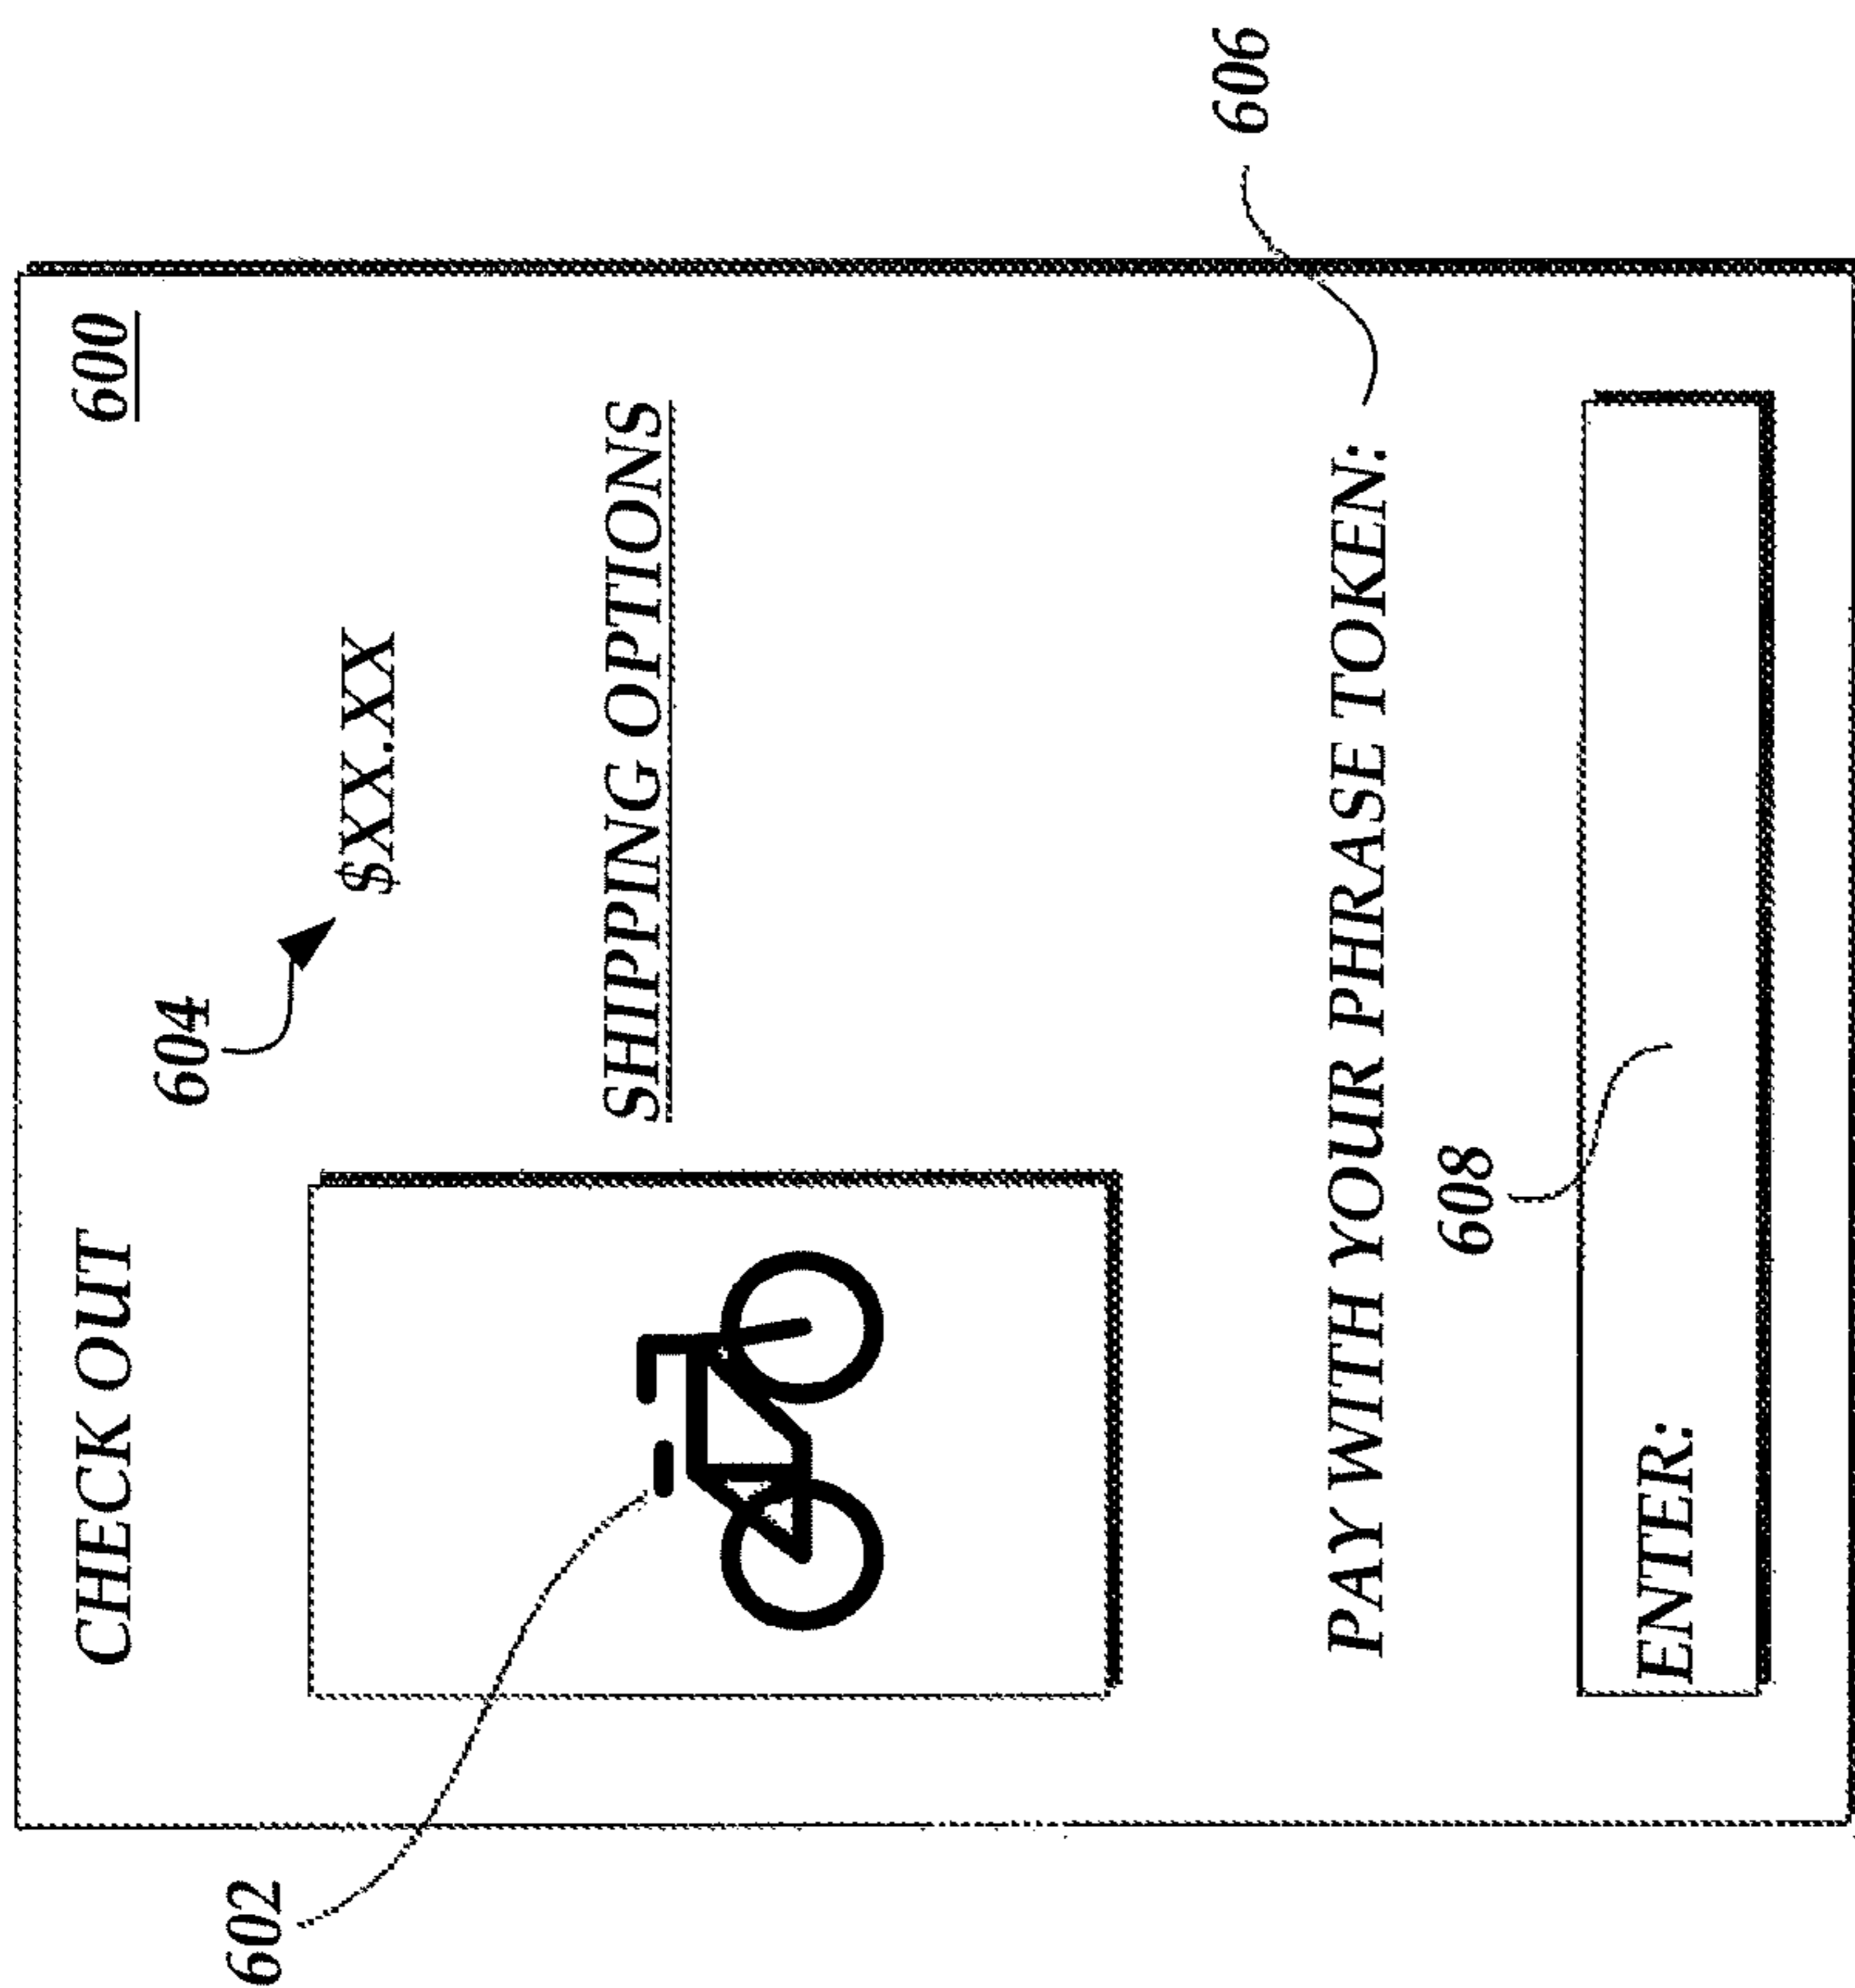 CHECK OUT
600
604
$XX.XX
602
SHIPPING OPTIONS
606
PAY WITH YOUR PHRASE TOKEN:
608
ENTER: